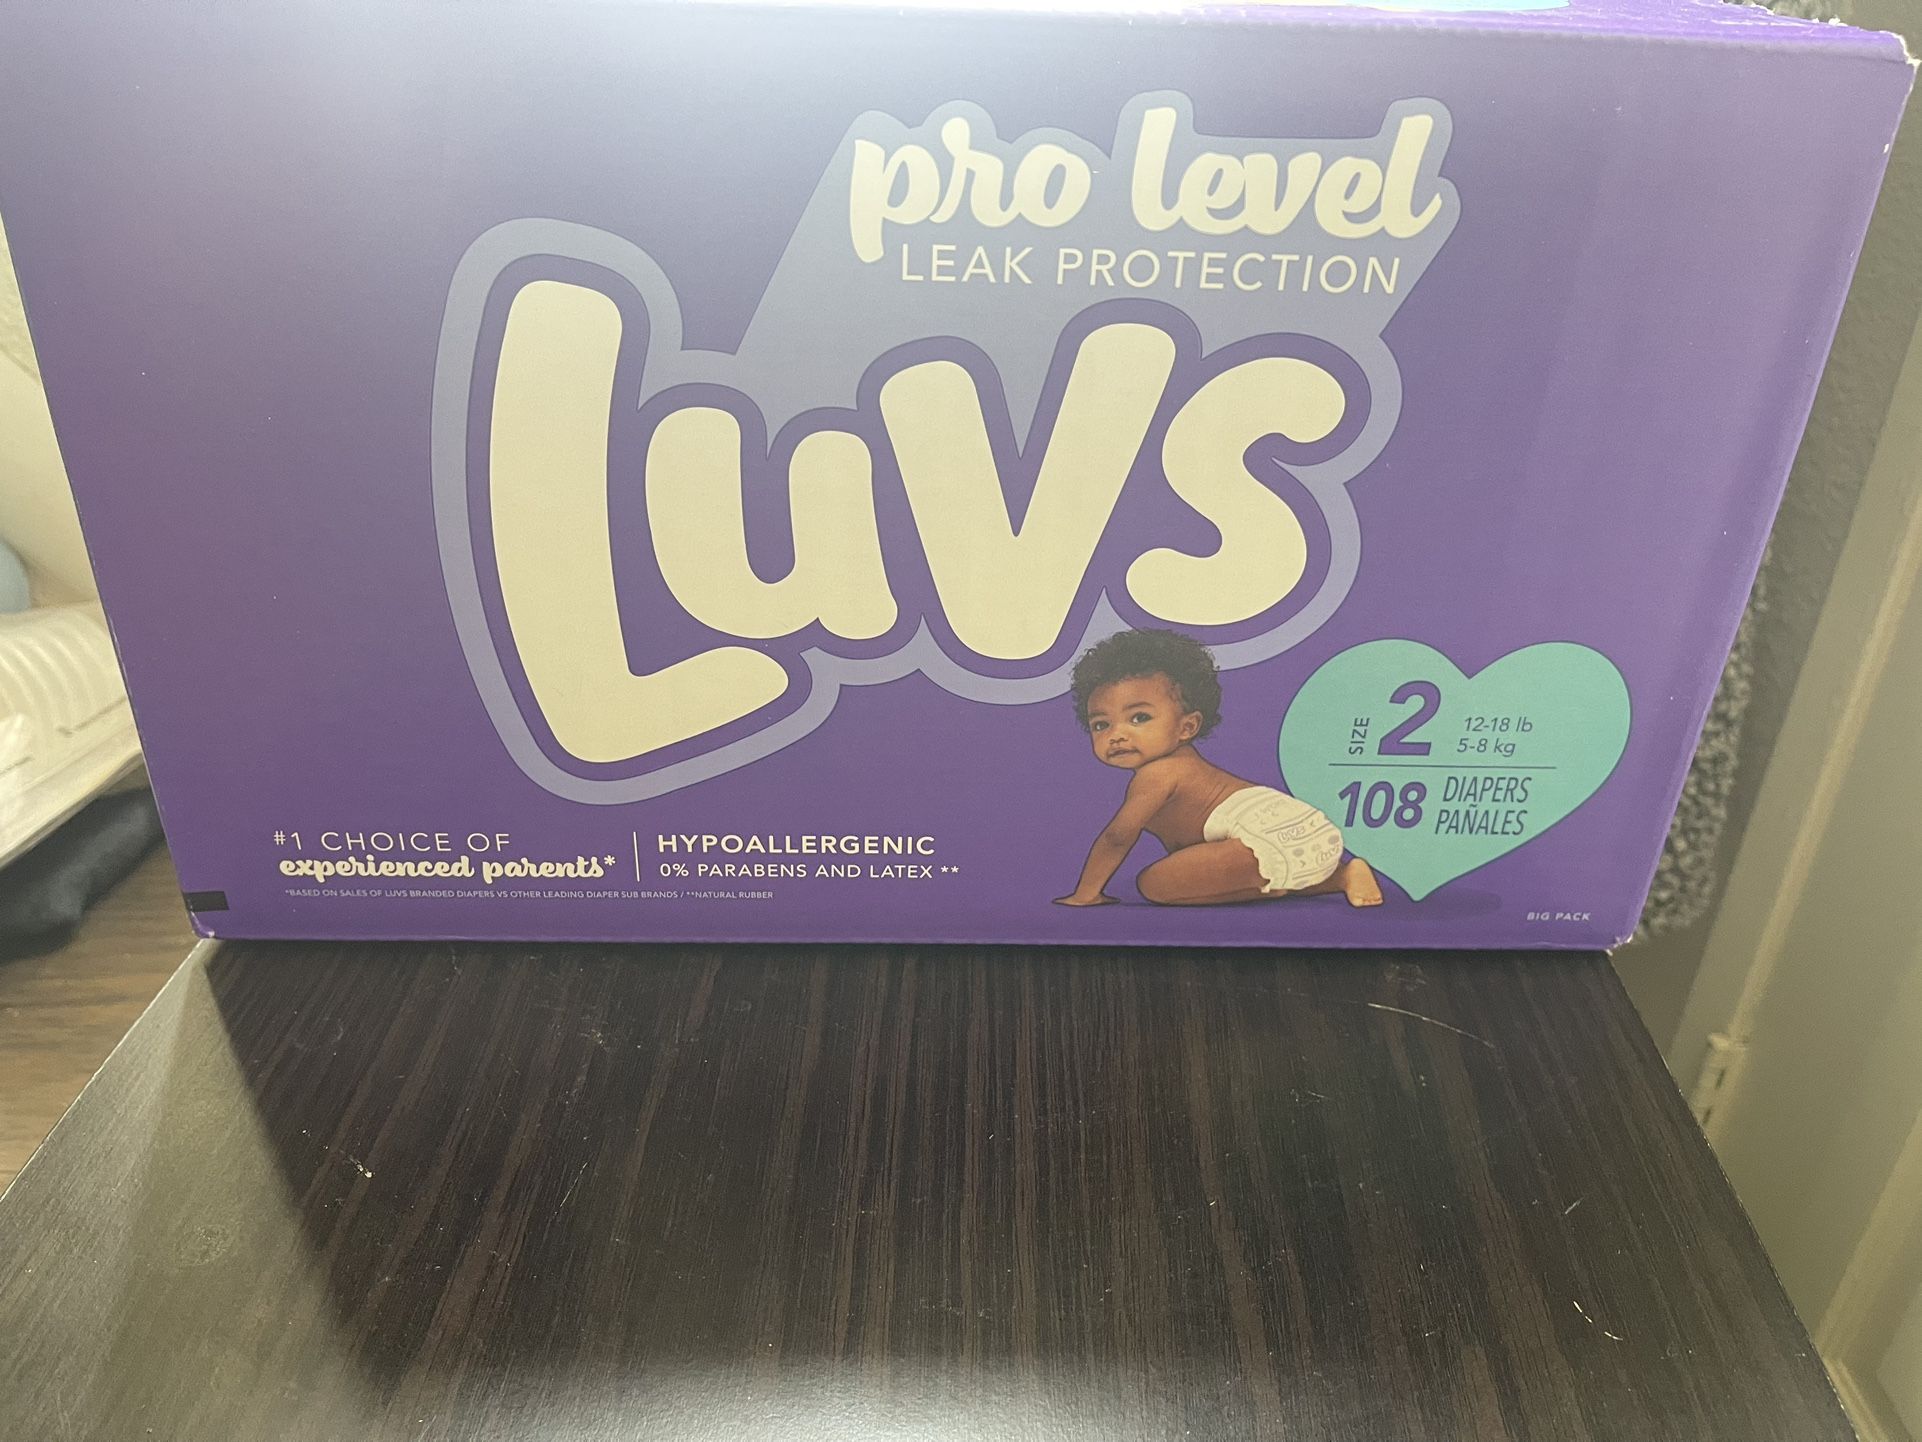 pro level
LEAK PROTECTION
Luvs
SIZE 2 12-18 lb
5-8 kg
108 DIAPERS
PAÑALES
#1 CHOICE OF
experienced parents*
HYPOALLERGENIC
0% PARABENS AND LATEX **
*BASED ON SALES OF LUVS BRANDED DIAPERS VS OTHER LEADING DIAPER SUB BRANDS / **NATURAL RUBBER
BIG PACK